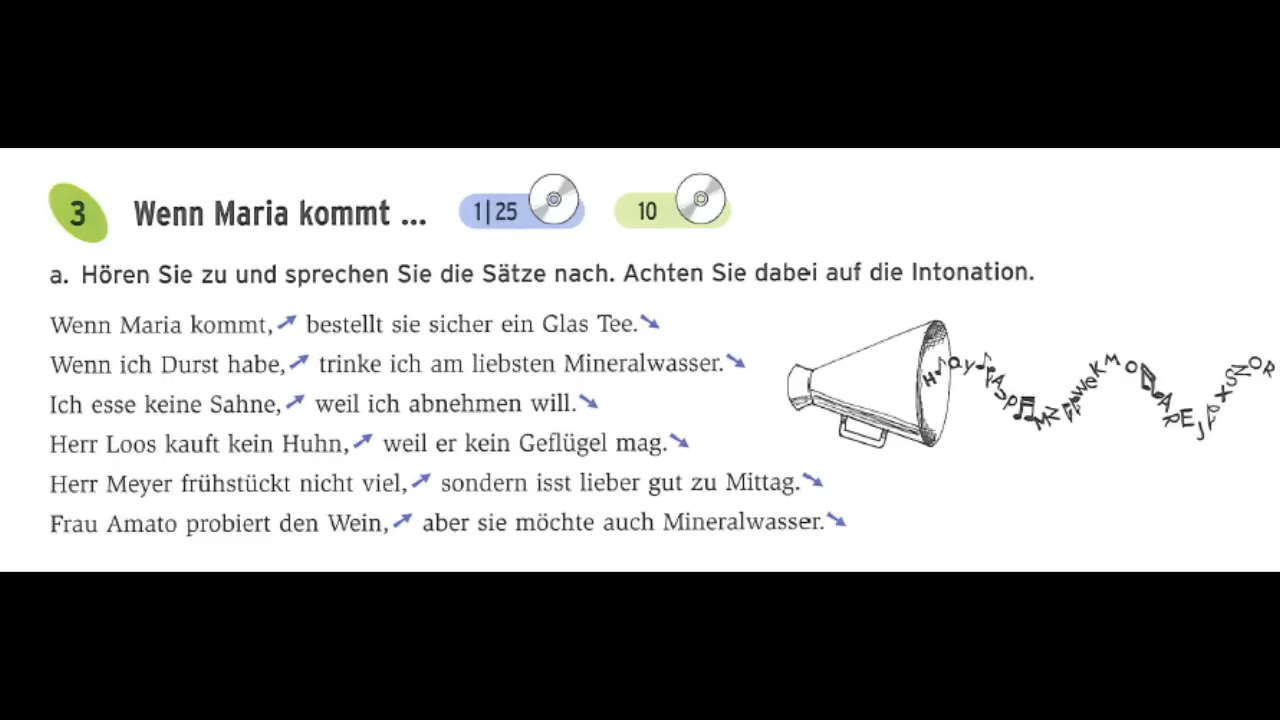 3 Wenn Maria kommt ... 1|25 10
a. Hören Sie zu und sprechen Sie die Sätze nach. Achten Sie dabei auf die Intonation.
Wenn Maria kommt, bestellt sie sicher ein Glas Tee.
Wenn ich Durst habe, trinke ich am liebsten Mineralwasser.
Ich esse keine Sahne, weil ich abnehmen will.
Herr Loos kauft kein Huhn, weil er kein Geflügel mag.
Herr Meyer frühstückt nicht viel, sondern isst lieber gut zu Mittag.
Frau Amato probiert den Wein, aber sie möchte auch Mineralwasser.